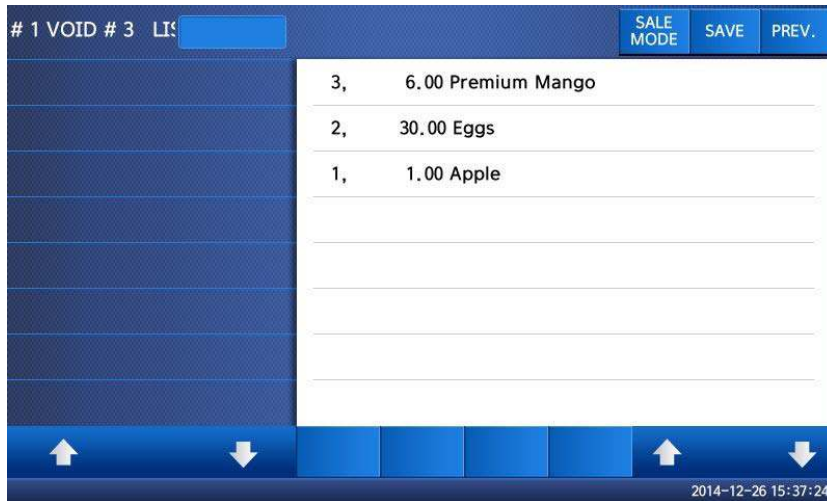 # 1 VOID # 3 LIS
SALE MODE
SAVE
PREV.
3, 6.00 Premium Mango
2, 30.00 Eggs
1, 1.00 Apple
2014-12-26 15:37:24